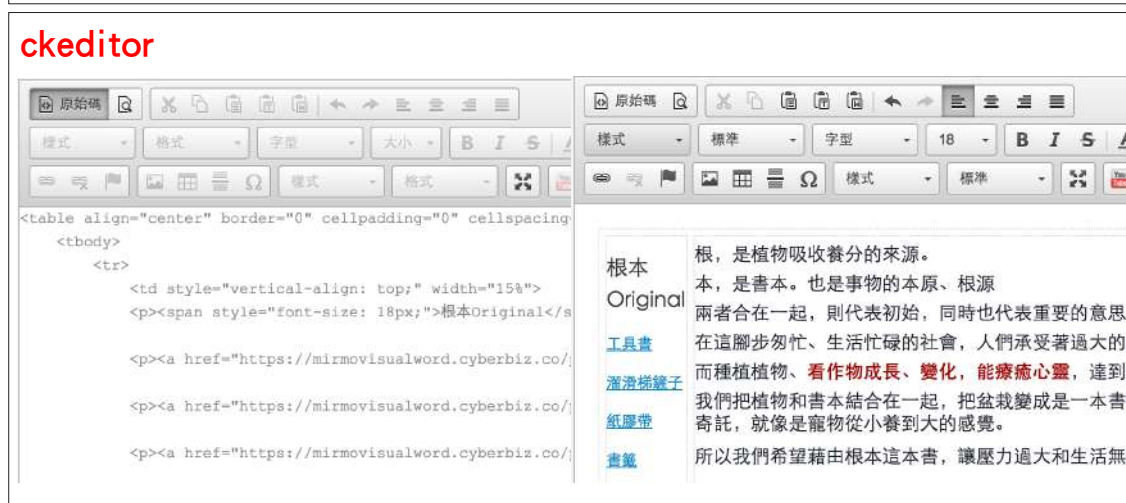 ckeditor
原始碼
樣式 格式 字型 大小 B I S
Ω 樣式 格式
<table align="center" border="0" cellpadding="0" cellspacing
<tbody>
<tr>
<td style="vertical-align: top;" width="15%">
<p><span style="font-size: 18px;">根本Original</s
<p><a href="https://mirmovisualword.cyberbiz.co/
<p><a href="https://mirmovisualword.cyberbiz.co/
<p><a href="https://mirmovisualword.cyberbiz.co/
原始碼
樣式 標準 字型 18 B I S
Ω 樣式 標準
根本
Original
工具書
溜滑梯鏟子
紙膠帶
書籤
根，是植物吸收養分的來源。
本，是書本。也是事物的本原、根源
兩者合在一起，則代表初始，同時也代表重要的意思
在這腳步匆忙、生活忙碌的社會，人們承受著過大的
而種植植物、看作物成長、變化，能療癒心靈，達到
我們把植物和書本結合在一起，把盆栽變成是一本書
寄託，就像是寵物從小養到大的感覺。
所以我們希望藉由根本這本書，讓壓力過大和生活無